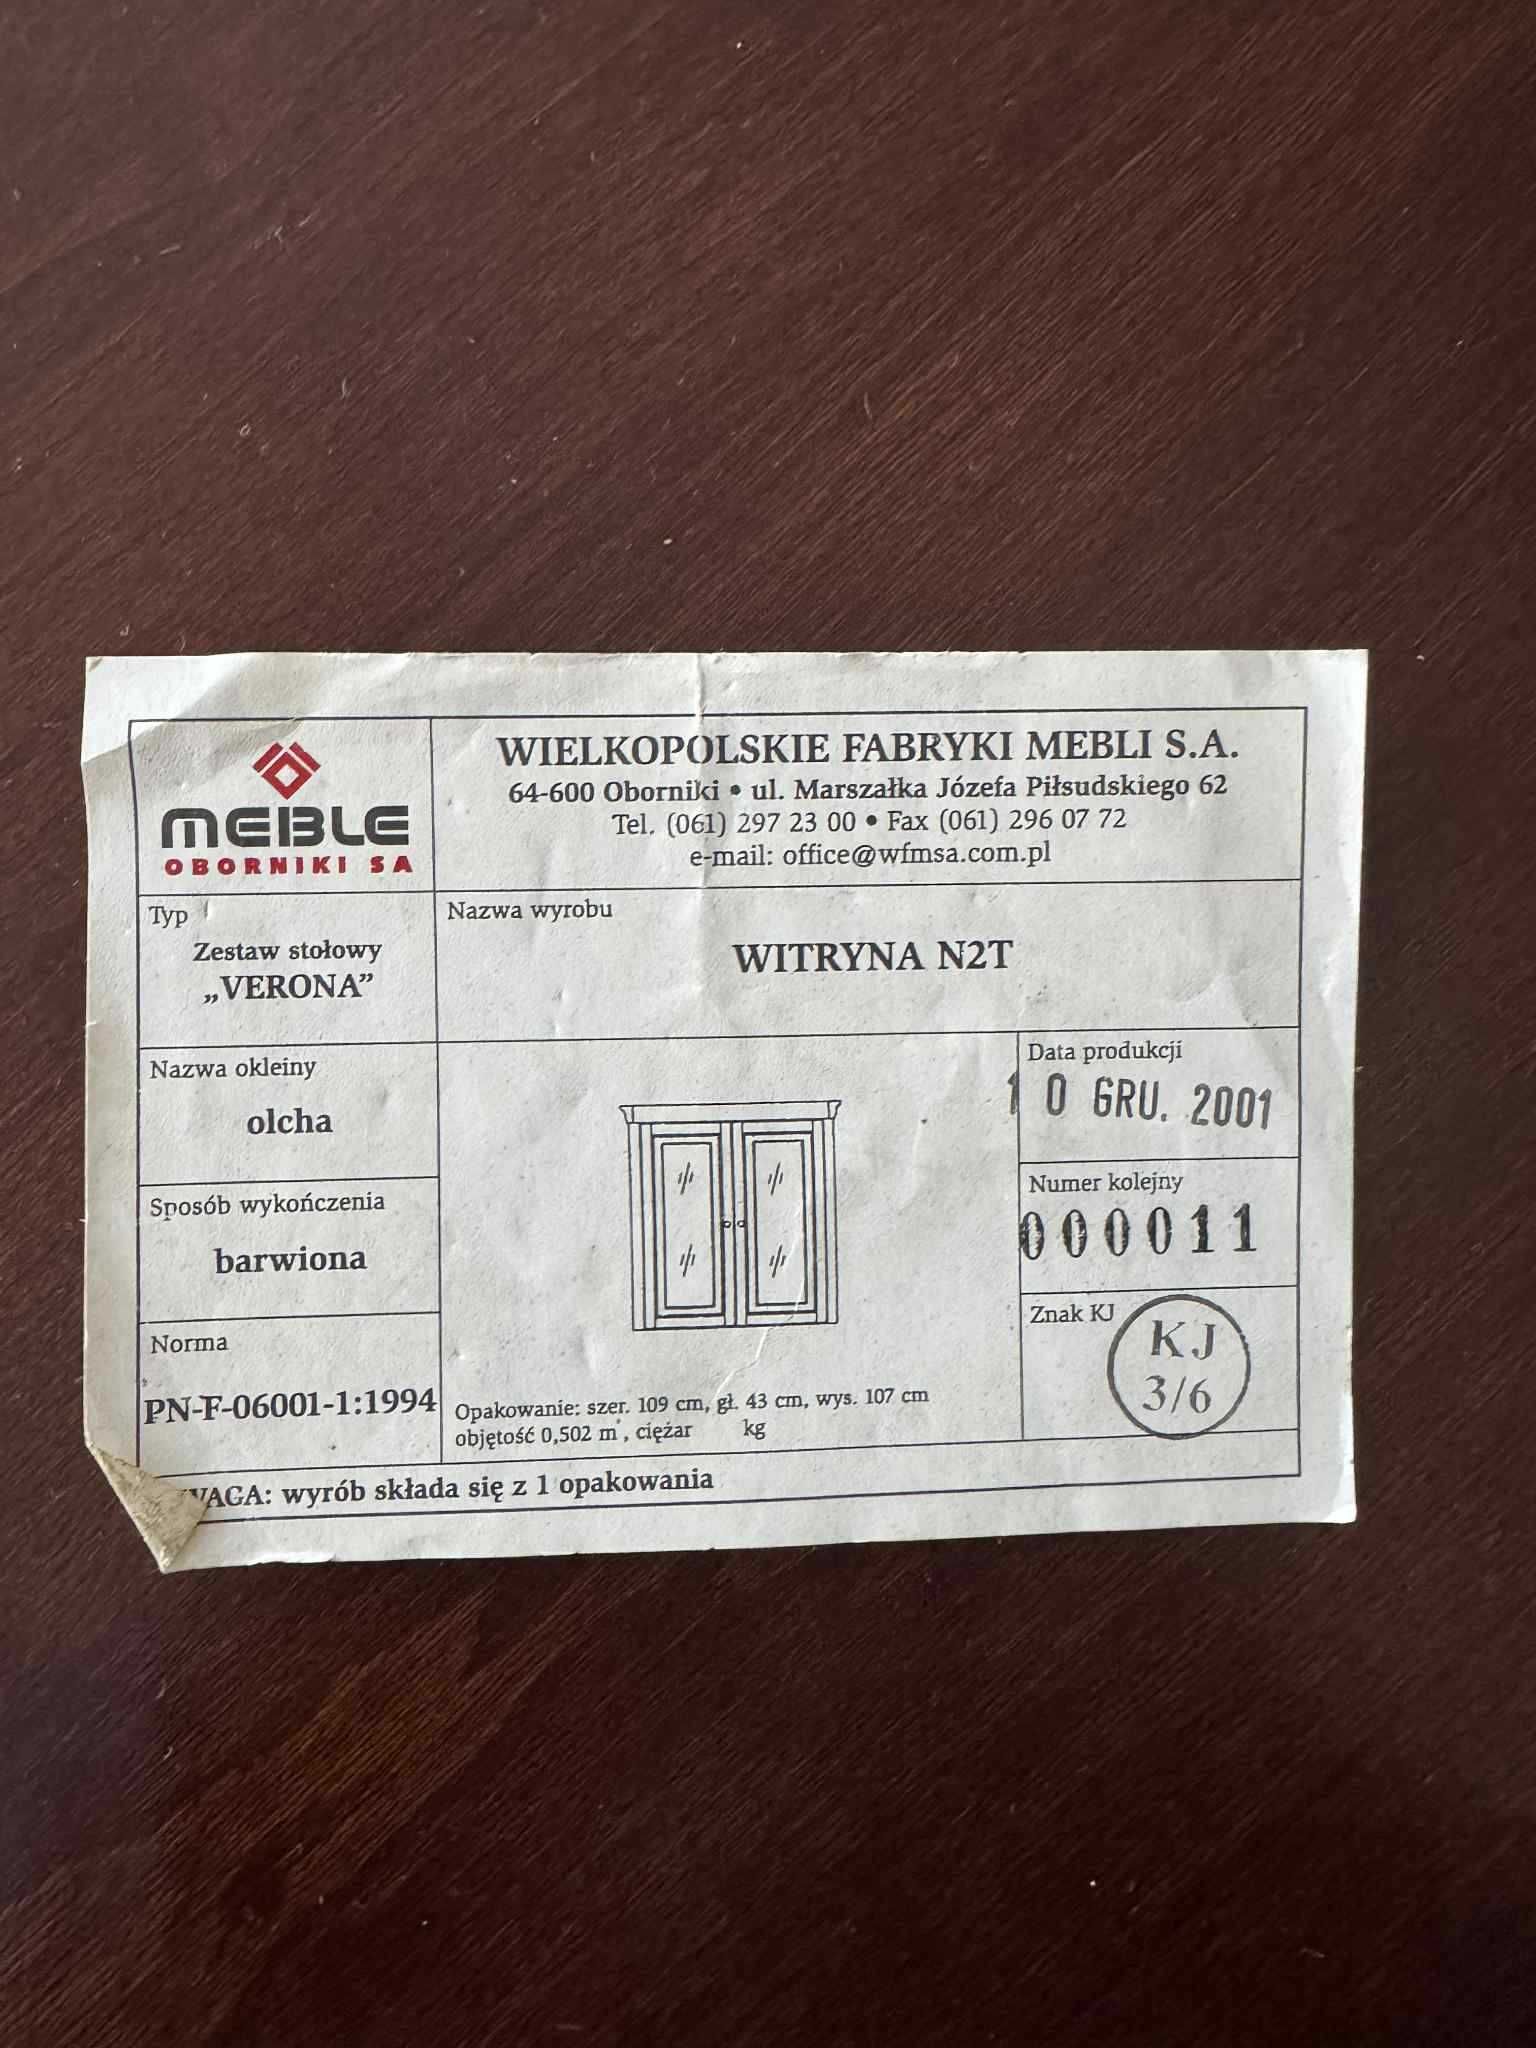 MEBLE
OBORNIKI SA
WIELKOPOLSKIE FABRYKI MEBLI S.A.
64-600 Oborniki • ul. Marszałka Józefa Piłsudskiego 62
Tel. (061) 297 23 00 • Fax (061) 296 07 72
e-mail: office@wfmsa.com.pl
Typ
Zestaw stołowy
„VERONA”
Nazwa wyrobu
WITRYNA N2T
Nazwa okleiny
olcha
Sposób wykończenia
barwiona
Norma
PN-F-06001-1:1994
Opakowanie: szer. 109 cm, gł. 43 cm, wys. 107 cm
objętość 0,502 m³, ciężar kg
Data produkcji
10 GRU. 2001
Numer kolejny
000011
Znak KJ
KJ
3/6
WAGA: wyrób składa się z 1 opakowania